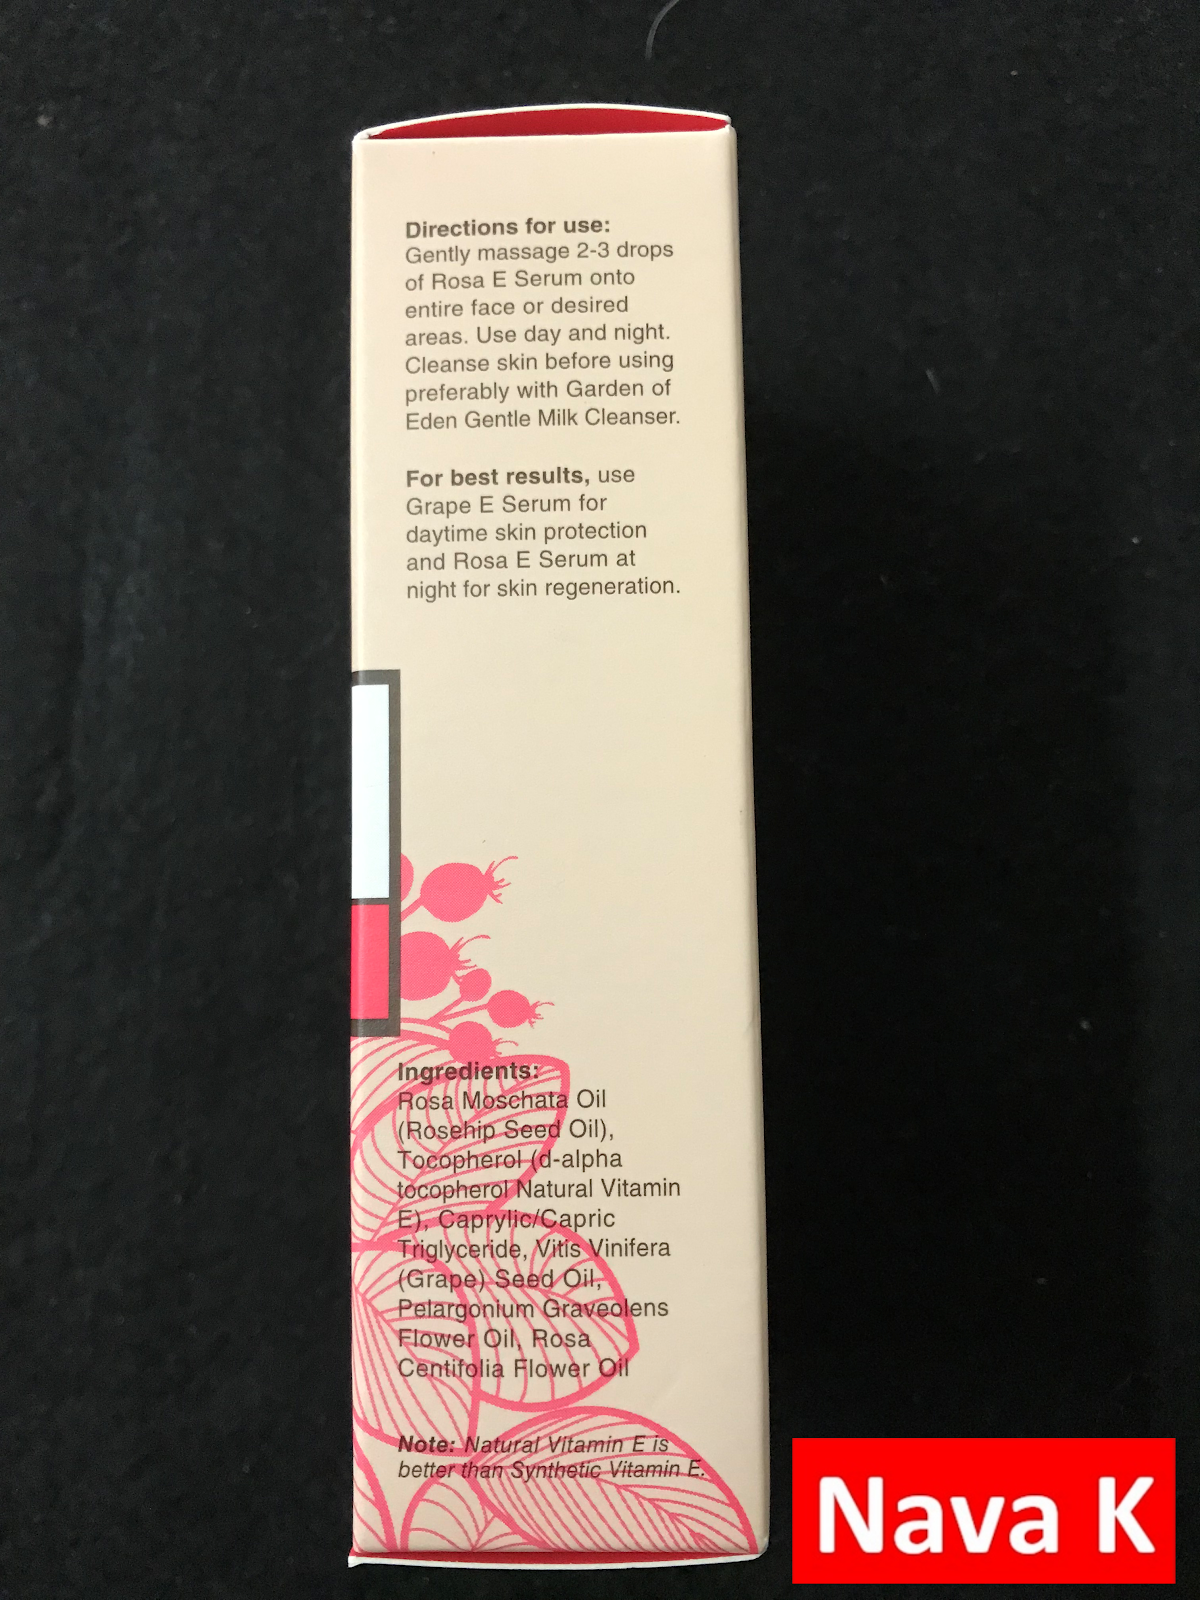 Directions for use:
Gently massage 2-3 drops
of Rosa E Serum onto
entire face or desired
areas. Use day and night.
Cleanse skin before using
preferably with Garden of
Eden Gentle Milk Cleanser.
For best results, use
Grape E Serum for
daytime skin protection
and Rosa E Serum at
night for skin regeneration.
Ingredients:
Rosa Moschata Oil
(Rosehip Seed Oil),
Tocopherol (d-alpha
tocopherol Natural Vitamin
E), Caprylic/Capric
Triglyceride, Vitis Vinifera
(Grape) Seed Oil,
Pelargonium Graveolens
Flower Oil, Rosa
Centifolia Flower Oil
Note: Natural Vitamin E is
better than Synthetic Vitamin E.
Nava K